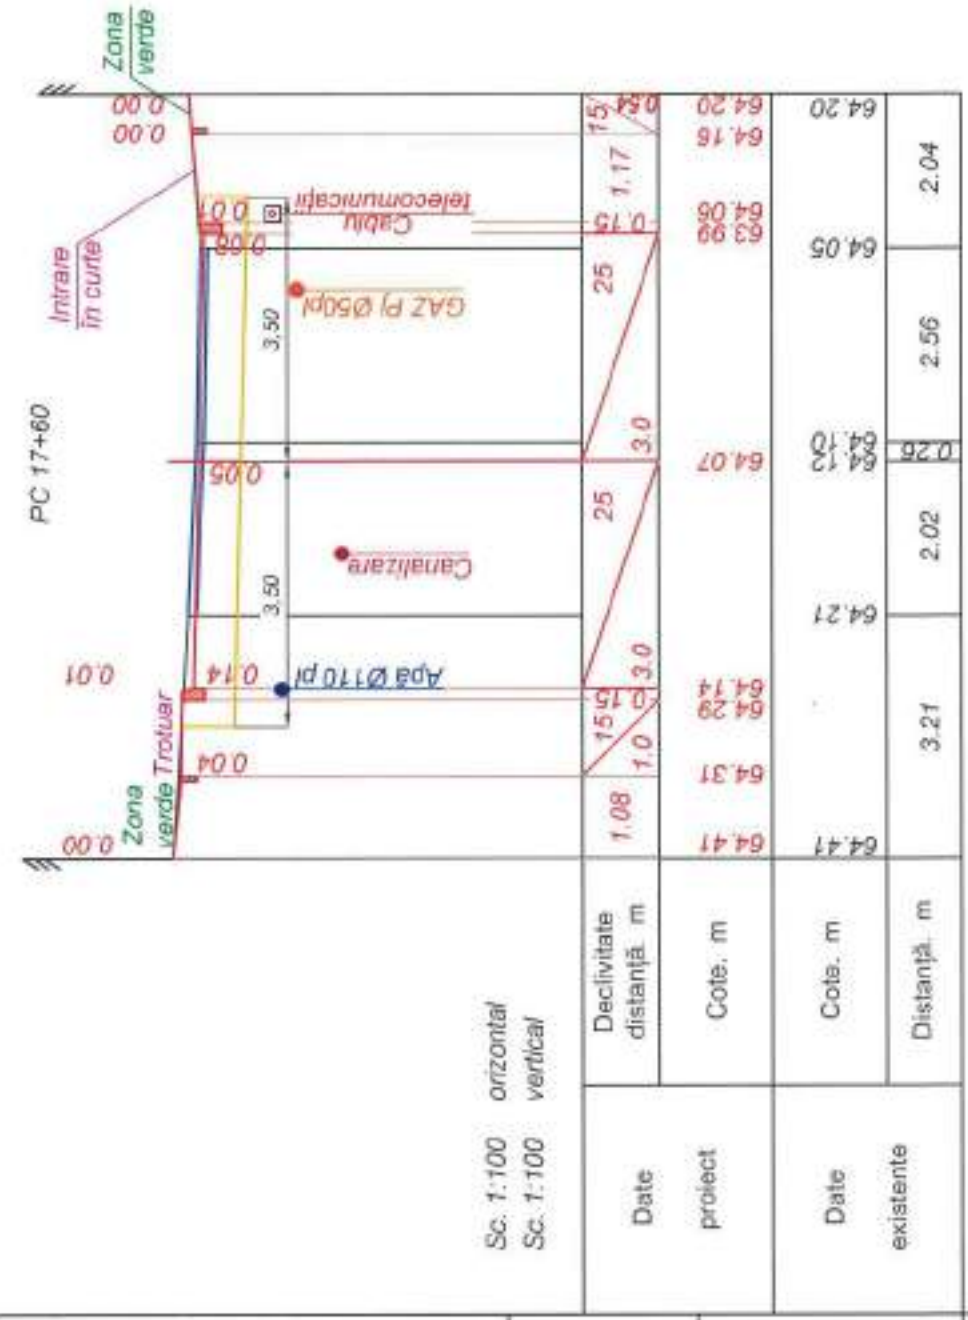 PC 17+60
Zona
verde
Trotuar
Intrare
în curte
Zona
verde
0.00
0.04
0.01
0.14
0.05
0.01
0.00
0.00
3.50
3.50
Apă Ø110 pl
Canalizare
GAZ PJ Ø50pl
Cablu
telecomunicații
Sc. 1:100 orizontal
Sc. 1:100 vertical
Date
proiect
Declivitate
distanță. m
1.08
15
1.0
0.15
3.0
25
3.0
25
0.15
1.17
15
0.54
Cote. m
64.41
64.31
64.29
64.14
64.07
63.99
64.06
64.16
64.20
Date
existente
Cote. m
64.41
64.21
64.12
64.10
64.05
64.20
Distanță. m
3.21
2.02
0.26
2.56
2.04